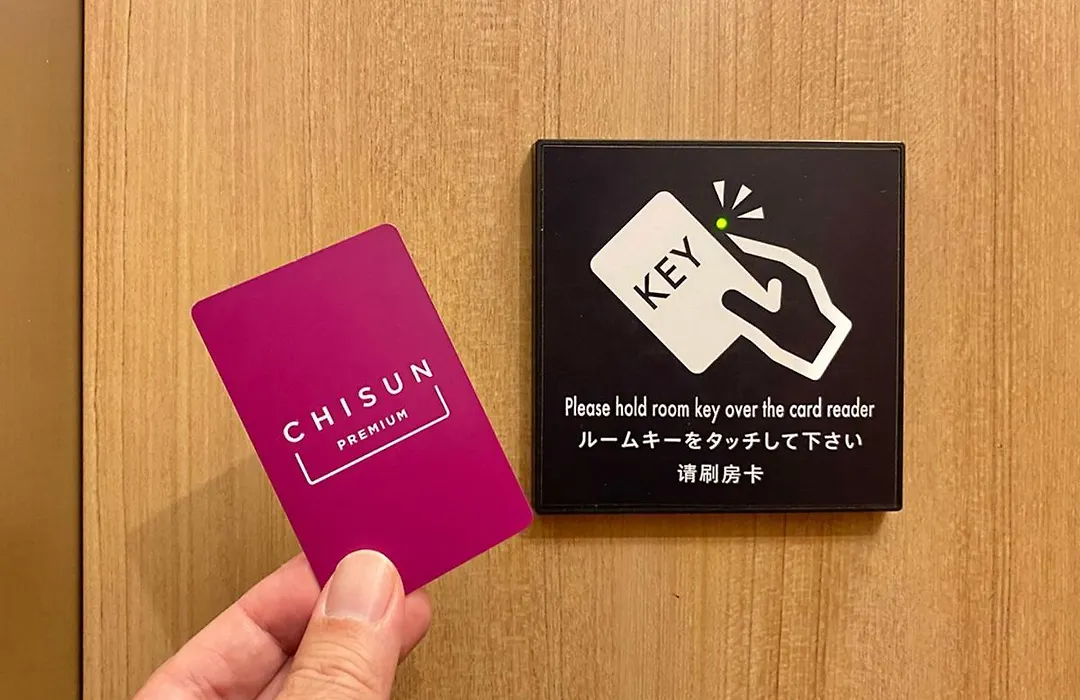 CHISUN
PREMIUM
KEY
Please hold room key over the card reader
ルームキーをタッチして下さい
请刷房卡